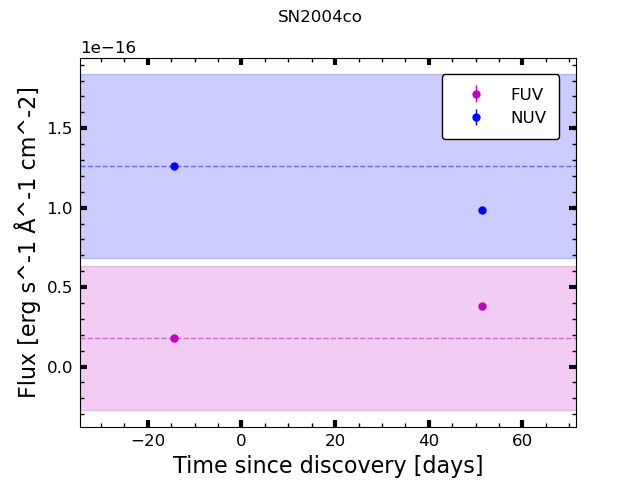 SN2004co
1e−16
FUV
NUV
1.5
1.0
0.5
0.0
Flux [erg s^-1 Å^-1 cm^-2]
−20 0 20 40 60
Time since discovery [days]